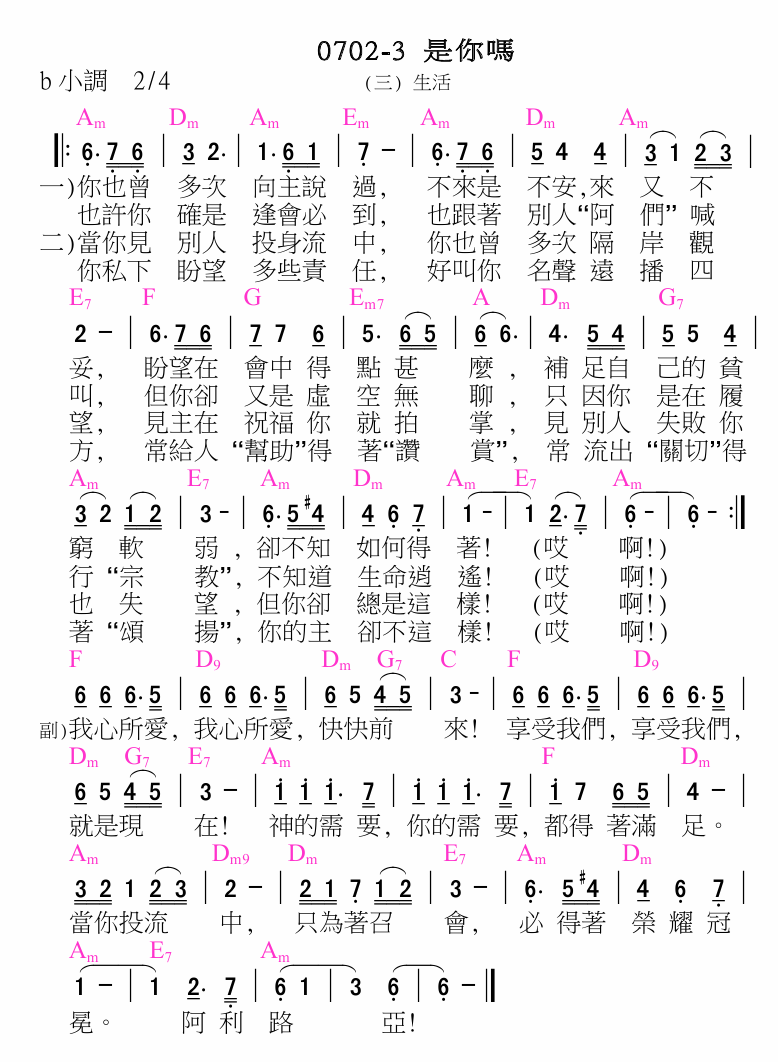 0702-3 是你嗎
b小調 2/4 (三)生活
Am Dm Am Em Am Dm Am
‖: 6. 7 6 | 3 2. | 1. 6 1 | 7 - | 6. 7 6 | 5 4 4 | 3 1 2 3 |
一)你也曾 多次 向主說 過, 不來是 不安,來 又 不
也許你 確是 逢會必 到, 也跟著 別人“阿 們” 喊
二)當你見 別人 投身流 中, 你也曾 多次 隔 岸 觀
你私下 盼望 多些責 任, 好叫你 名聲 遠 播 四
E7 F G Em7 A Dm G7
2 - | 6. 7 6 | 7 7 6 | 5. 6 5 | 6 6. | 4. 5 4 | 5 5 4 |
妥, 盼望在 會中 得 點 甚 麼 , 補 足自 己的 貧
叫, 但你卻 又是 虛 空 無 聊 , 只 因你 是在 履
望, 見主在 祝福 你 就 拍 掌 , 見 別人 失敗 你
方, 常給人 “幫助”得 著“讚 賞”, 常 流出 “關切”得
Am E7 Am Dm Am E7 Am
3 2 1 2 | 3 - | 6. 5 #4 | 4 6 7 | 1 - | 1 2. 7 | 6 - | 6 - :‖
窮 軟 弱 , 卻不知 如何得 著! (哎 啊!)
行 “宗 教”, 不知道 生命逍 遙! (哎 啊!)
也 失 望 , 但你卻 總是這 樣! (哎 啊!)
著 “頌 揚”, 你的主 卻不這 樣! (哎 啊!)
F D9 Dm G7 C F D9
6 6 6. 5 | 6 6 6. 5 | 6 5 4 5 | 3 - | 6 6 6. 5 | 6 6 6. 5 |
副)我心所愛, 我心所愛, 快快前 來! 享受我們, 享受我們,
Dm G7 E7 Am F Dm
6 5 4 5 | 3 - | i i i. 7 | i i i. 7 | i 7 6 5 | 4 - |
就是現 在! 神的需 要, 你的需 要, 都得 著滿 足。
Am Dm9 Dm E7 Am Dm
3 2 1 2 3 | 2 - | 2 1 7 1 2 | 3 - | 6. 5 #4 | 4 6 7 |
當你投流 中, 只為著召 會, 必 得著 榮 耀 冠
Am E7 Am
1 - | 1 2. 7 | 6 1 | 3 6 | 6 - ‖
冕。 阿 利 路 亞!